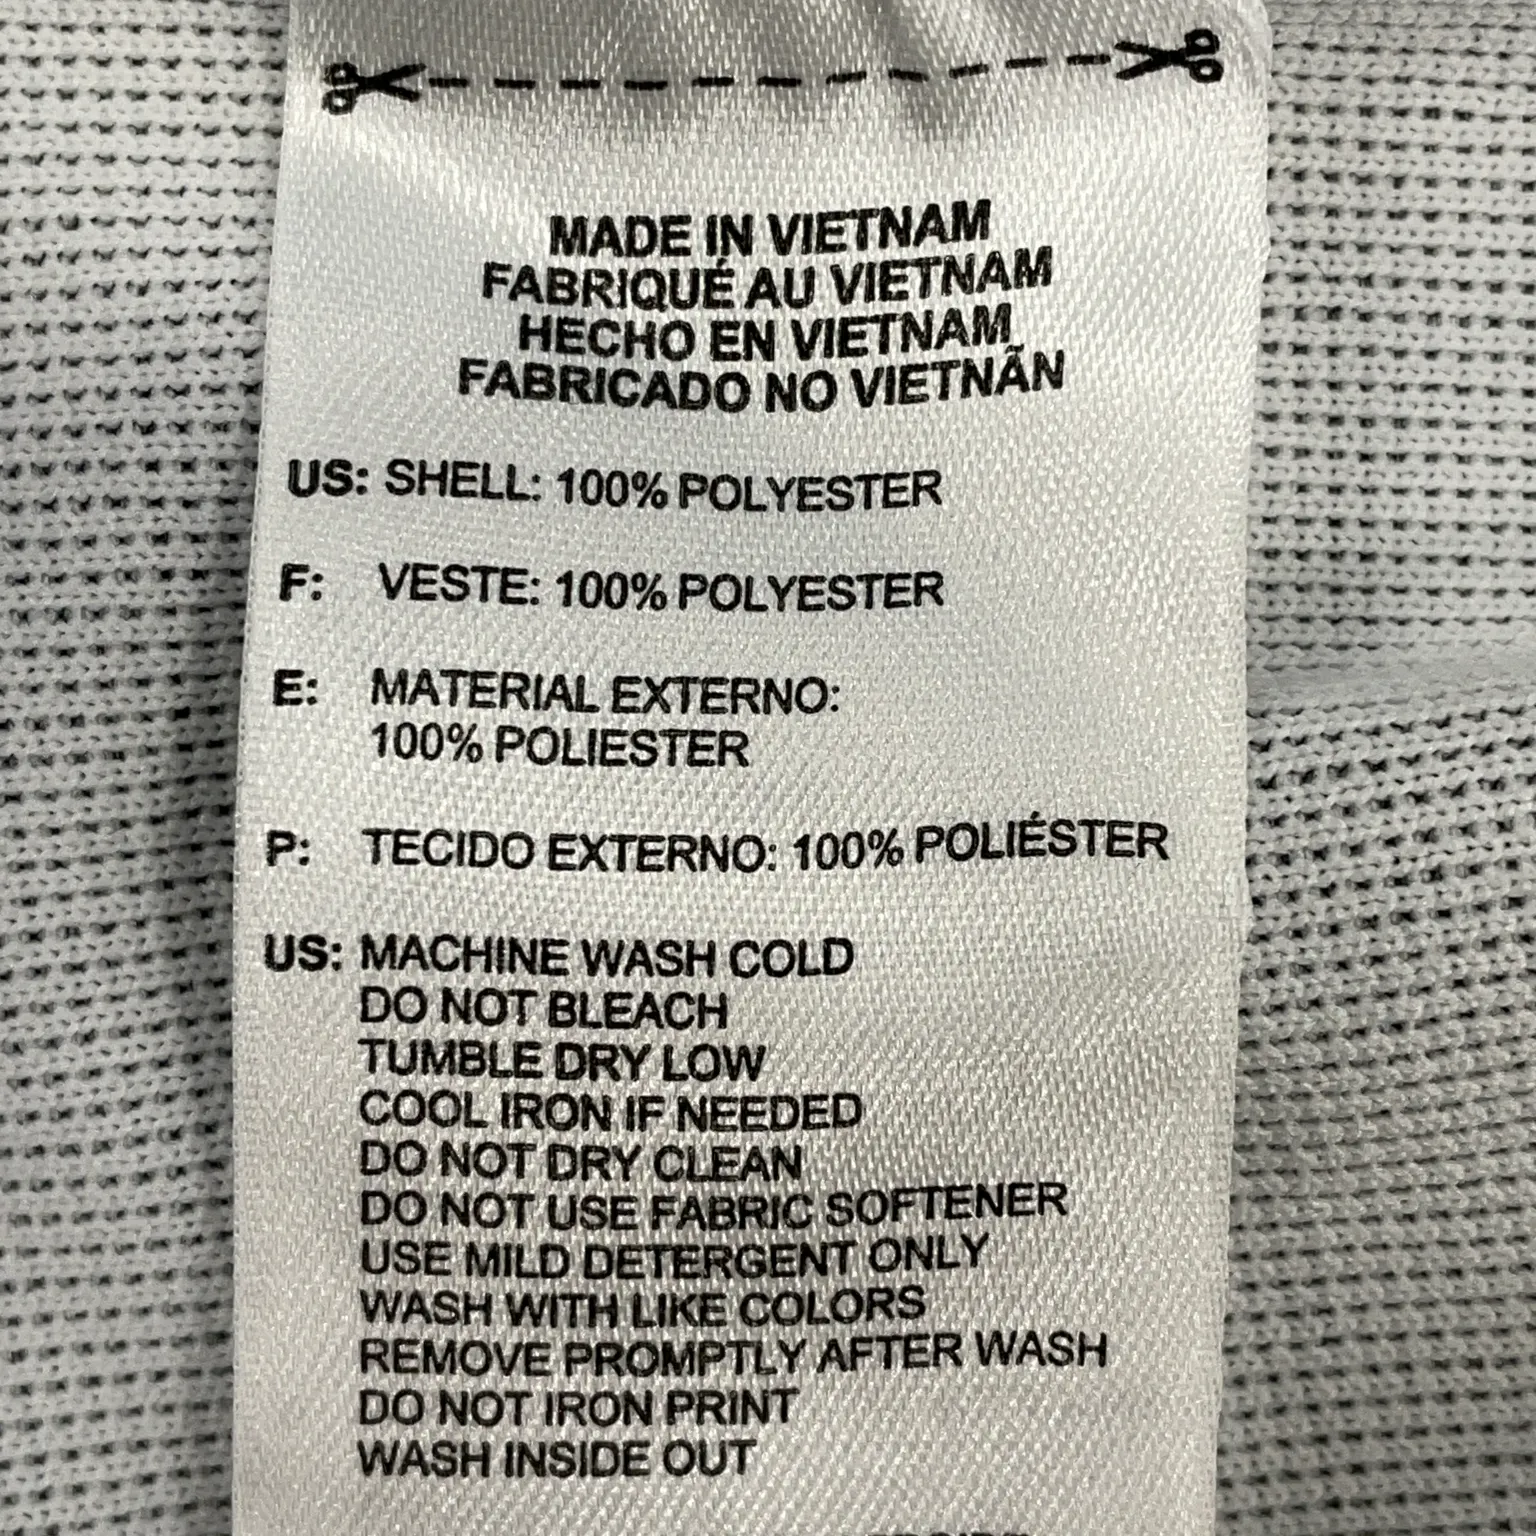 MADE IN VIETNAM
FABRIQUÉ AU VIETNAM
HECHO EN VIETNAM
FABRICADO NO VIETNÃN
US: SHELL: 100% POLYESTER
F: VESTE: 100% POLYESTER
E: MATERIAL EXTERNO:
100% POLIESTER
P: TECIDO EXTERNO: 100% POLIÉSTER
US: MACHINE WASH COLD
DO NOT BLEACH
TUMBLE DRY LOW
COOL IRON IF NEEDED
DO NOT DRY CLEAN
DO NOT USE FABRIC SOFTENER
USE MILD DETERGENT ONLY
WASH WITH LIKE COLORS
REMOVE PROMPTLY AFTER WASH
DO NOT IRON PRINT
WASH INSIDE OUT